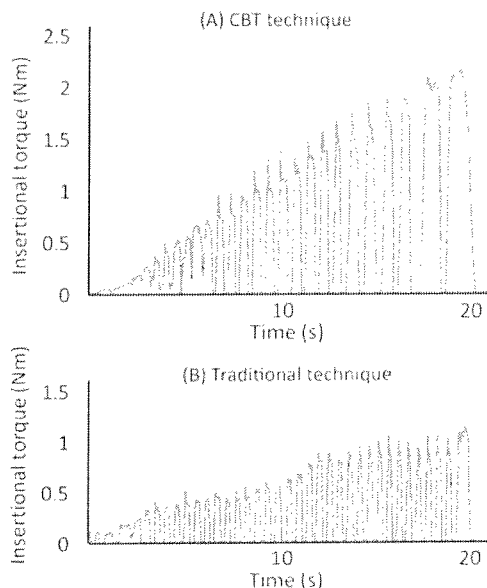 (A) CBT technique
Insertional torque (Nm)
2.5
2
1.5
1
0.5
0
10
20
Time (s)
(B) Traditional technique
Insertional torque (Nm)
1.5
1
0.5
0
10
20
Time (s)